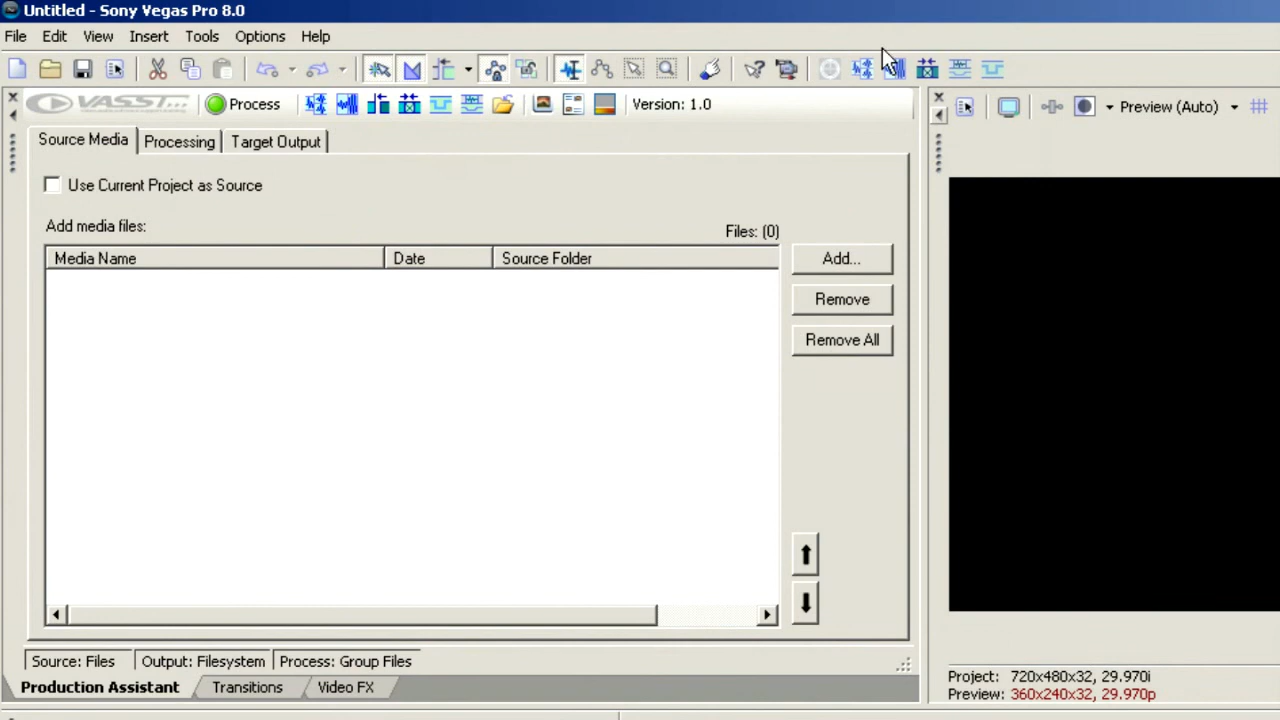 Untitled - Sony Vegas Pro 8.0
File Edit View Insert Tools Options Help
VASST... Process Version: 1.0
Preview (Auto)
Source Media Processing Target Output
Use Current Project as Source
Add media files:
Files: (0)
Media Name Date Source Folder
Add...
Remove
Remove All
Source: Files Output: Filesystem Process: Group Files
Production Assistant Transitions Video FX
Project: 720x480x32, 29.970i
Preview: 360x240x32, 29.970p